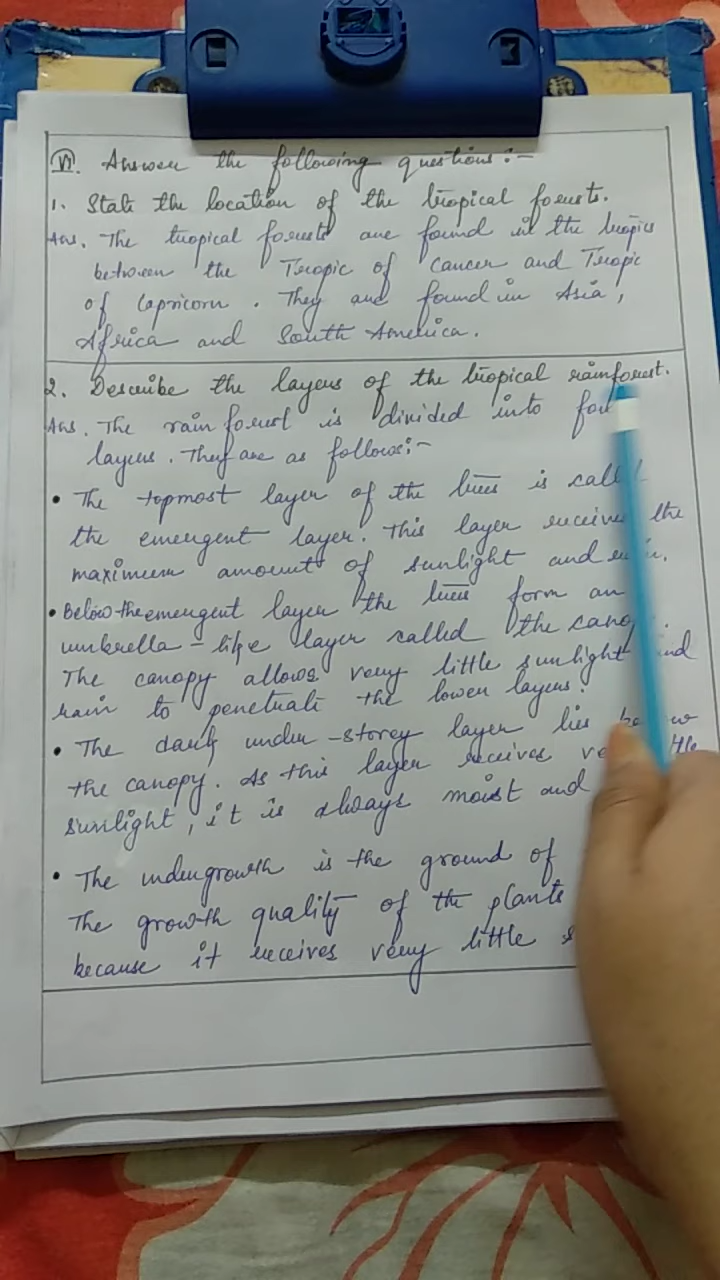 VI. Answer the following questions:-
1. State the location of the tropical forests.
Ans. The tropical forests are found in the tropics
between the Tropic of Cancer and Tropic
of Capricorn. They are found in Asia,
Africa and South America.
2. Describe the layers of the tropical rainforest.
Ans. The rain forest is divided into
layers. They are as follows:-
• The topmost layer of the trees is
the emergent layer. This layer receives the
maximum amount of sunlight and
• Below the emergent layer the trees form an
umbrella-like layer called the
The canopy allows very little sunlight and
rain to penetrate the lower layers.
• The dark under-storey layer lies below
the canopy. As this layer receives
sunlight, it is always moist and
• The undergrowth is the ground of
The growth quality of the plants
because it receives very little